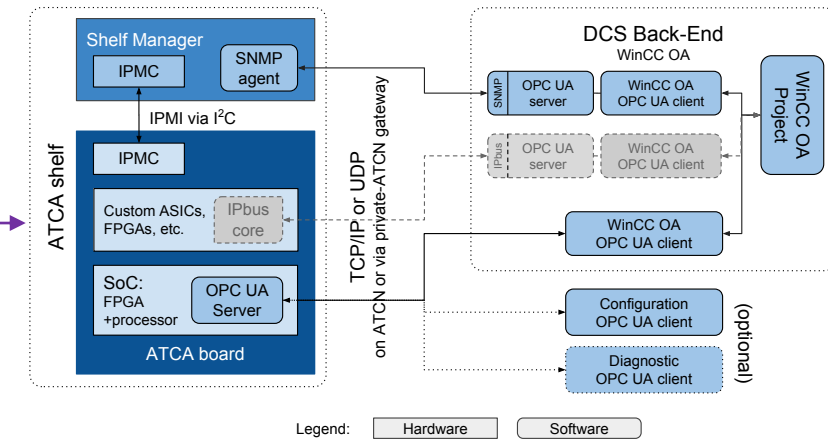 Shelf Manager
IPMC
SNMP
agent
IPMI via I²C
IPMC
Custom ASICs,
FPGAs, etc.
IPbus
core
SoC:
FPGA
+processor
OPC UA
Server
ATCA board
ATCA shelf
TCP/IP or UDP
on ATCN or via private-ATCN gateway
DCS Back-End
WinCC OA
SNMP
OPC UA
server
WinCC OA
OPC UA client
IPbus
OPC UA
server
WinCC OA
OPC UA client
WinCC OA
OPC UA client
WinCC OA
Project
Configuration
OPC UA client
Diagnostic
OPC UA client
(optional)
Legend:
Hardware
Software